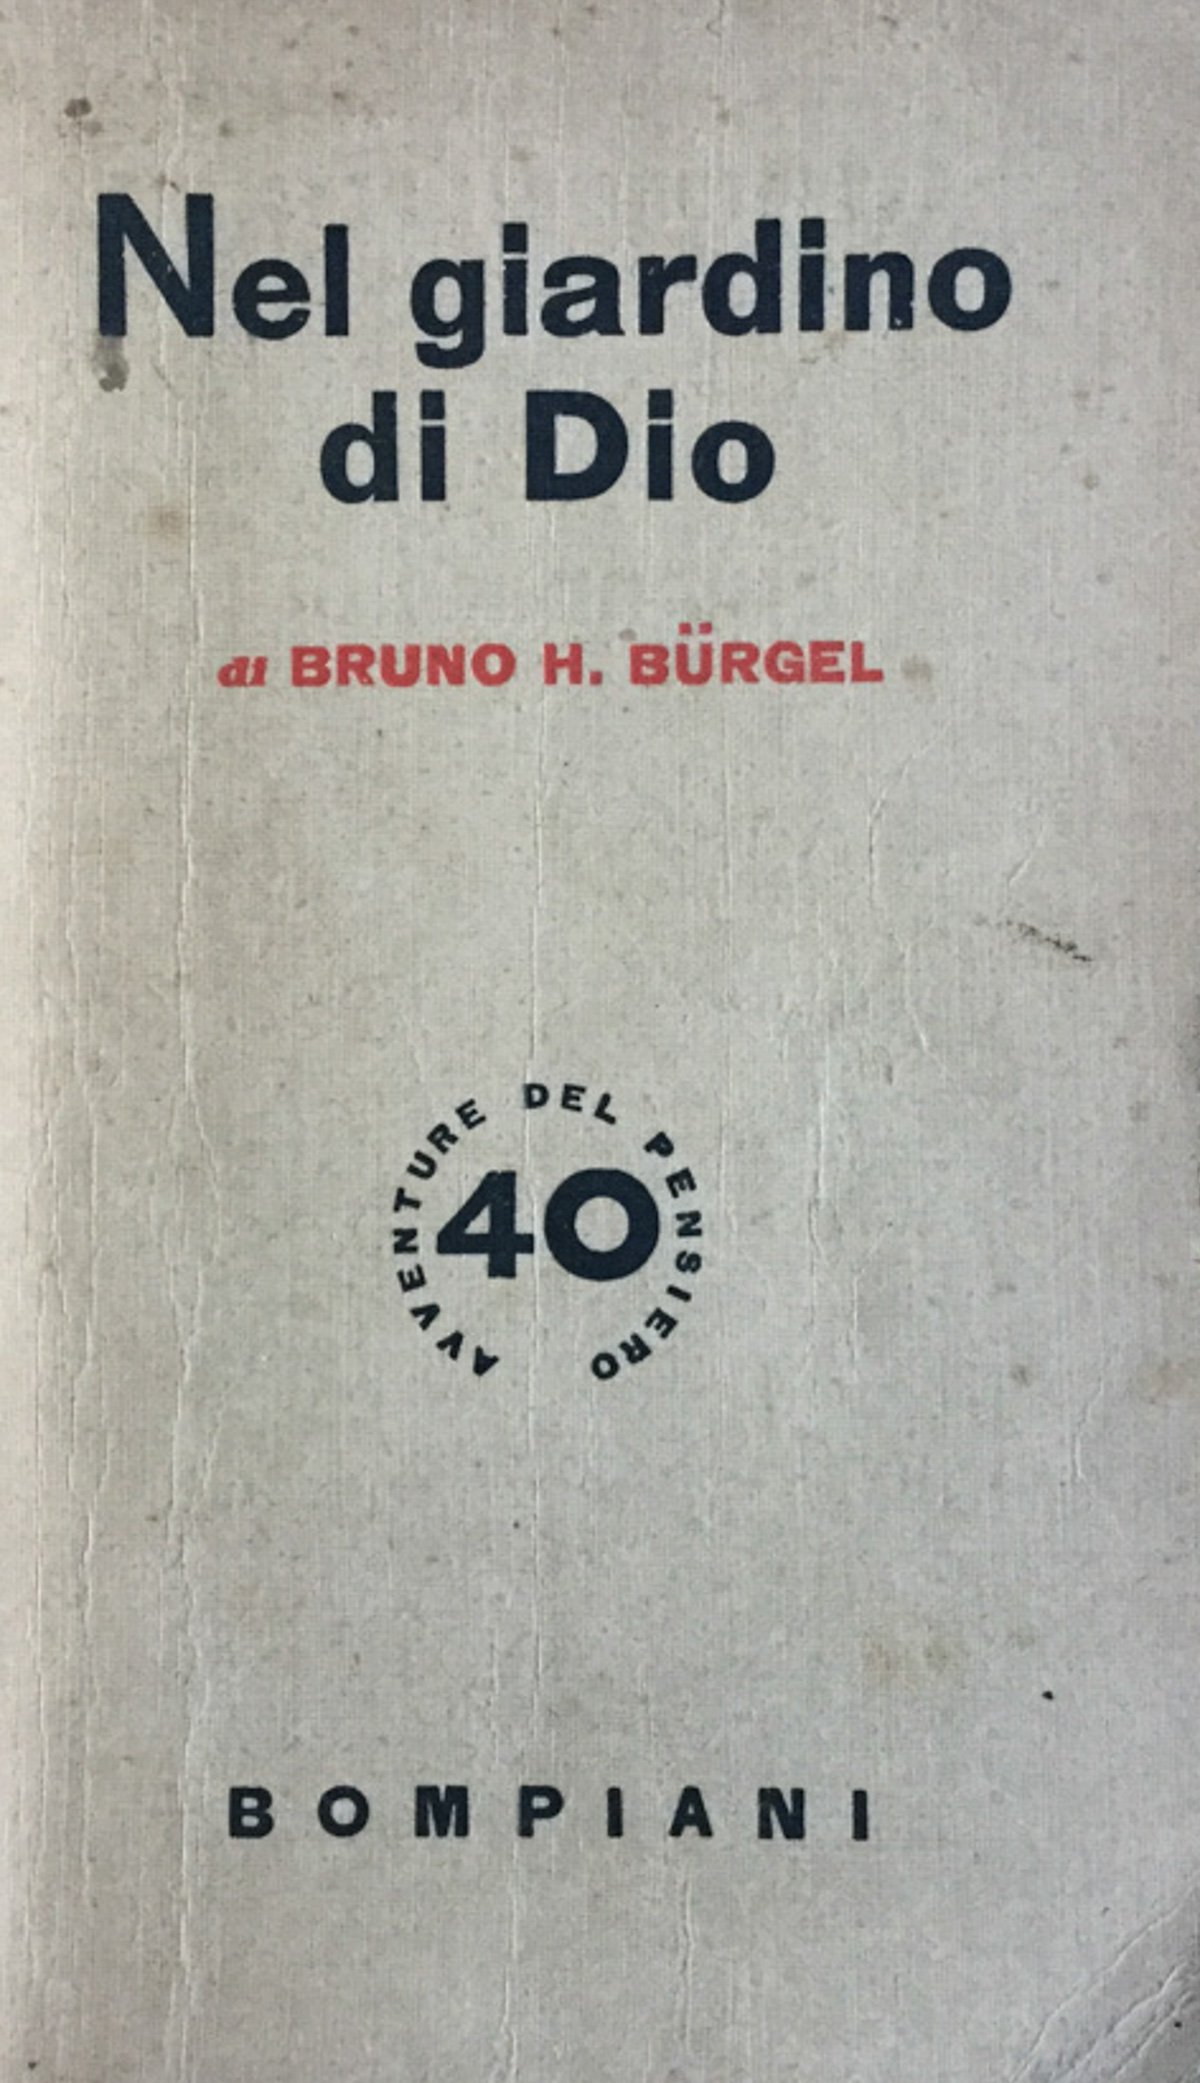 Nel giardino
di Dio
di BRUNO H. BÜRGEL
AVVENTURE DEL PENSIERO
40
BOMPIANI